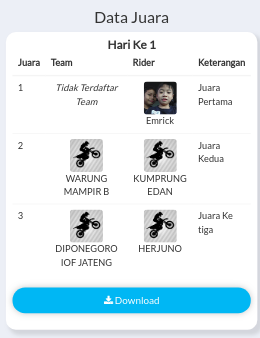 Data Juara
Hari Ke 1
Juara Team Rider Keterangan
1 Tidak Terdaftar Team Emrick Juara Pertama
2 WARUNG MAMPIR B KUMPRUNG EDAN Juara Kedua
3 DIPONEGORO IOF JATENG HERJUNO Juara Ke tiga
Download